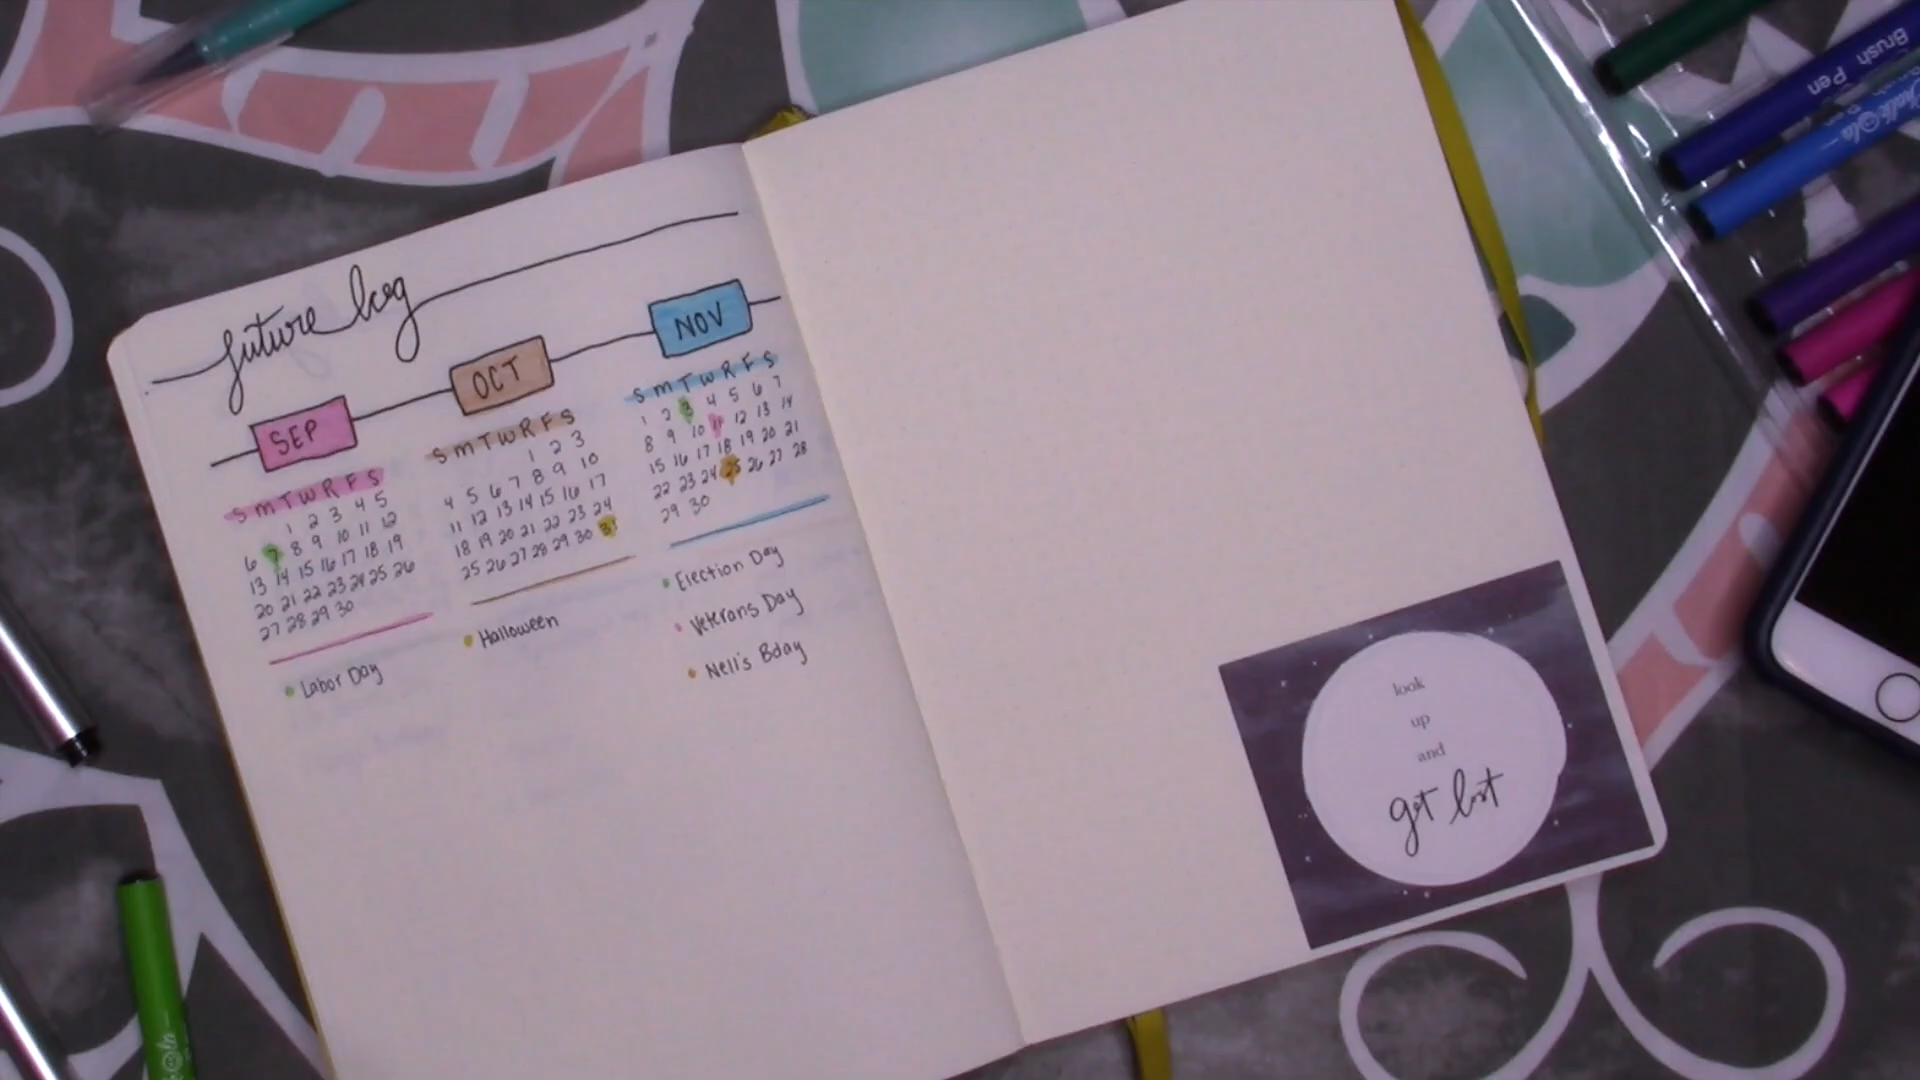 future log
SEP
S M T W R F S
1 2 3 4 5
6 7 8 9 10 11 12
13 14 15 16 17 18 19
20 21 22 23 24 25 26
27 28 29 30
Labor Day
OCT
S M T W R F S
1 2 3
4 5 6 7 8 9 10
11 12 13 14 15 16 17
18 19 20 21 22 23 24
25 26 27 28 29 30 31
Halloween
NOV
S M T W R F S
1 2 3 4 5 6 7
8 9 10 11 12 13 14
15 16 17 18 19 20 21
22 23 24 25 26 27 28
29 30
Election Day
Veterans Day
Neli's Bday
look
up
and
get lost
Brush Pen
Chalkola